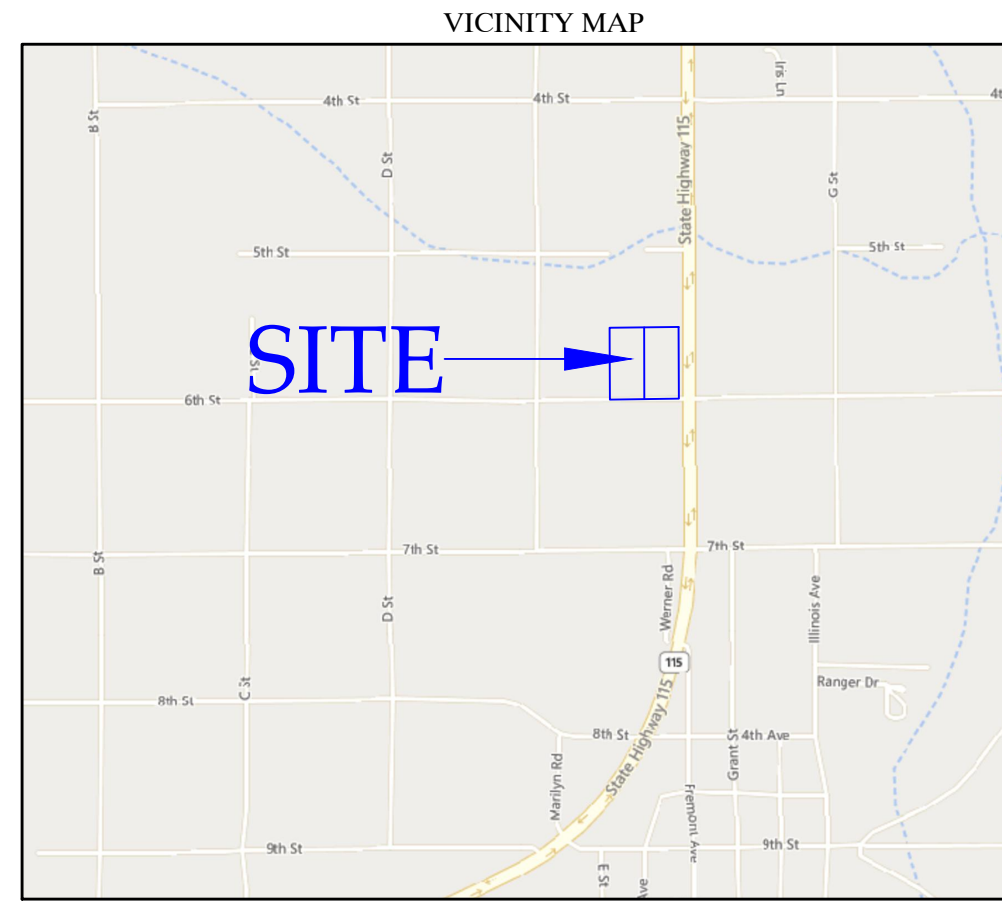 VICINITY MAP
4th St
4th St
Iris Ln
B St
State Highway 115
D St
G St
5th St
5th St
SITE
St
6th St
7th St
7th St
B St
D St
Werner Rd
Illinois Ave
115
C St
8th St
Ranger Dr
State Highway 115
8th St
Grant St
4th Ave
Marilyn Rd
Fremont Ave
9th St
9th St
E St
Ave